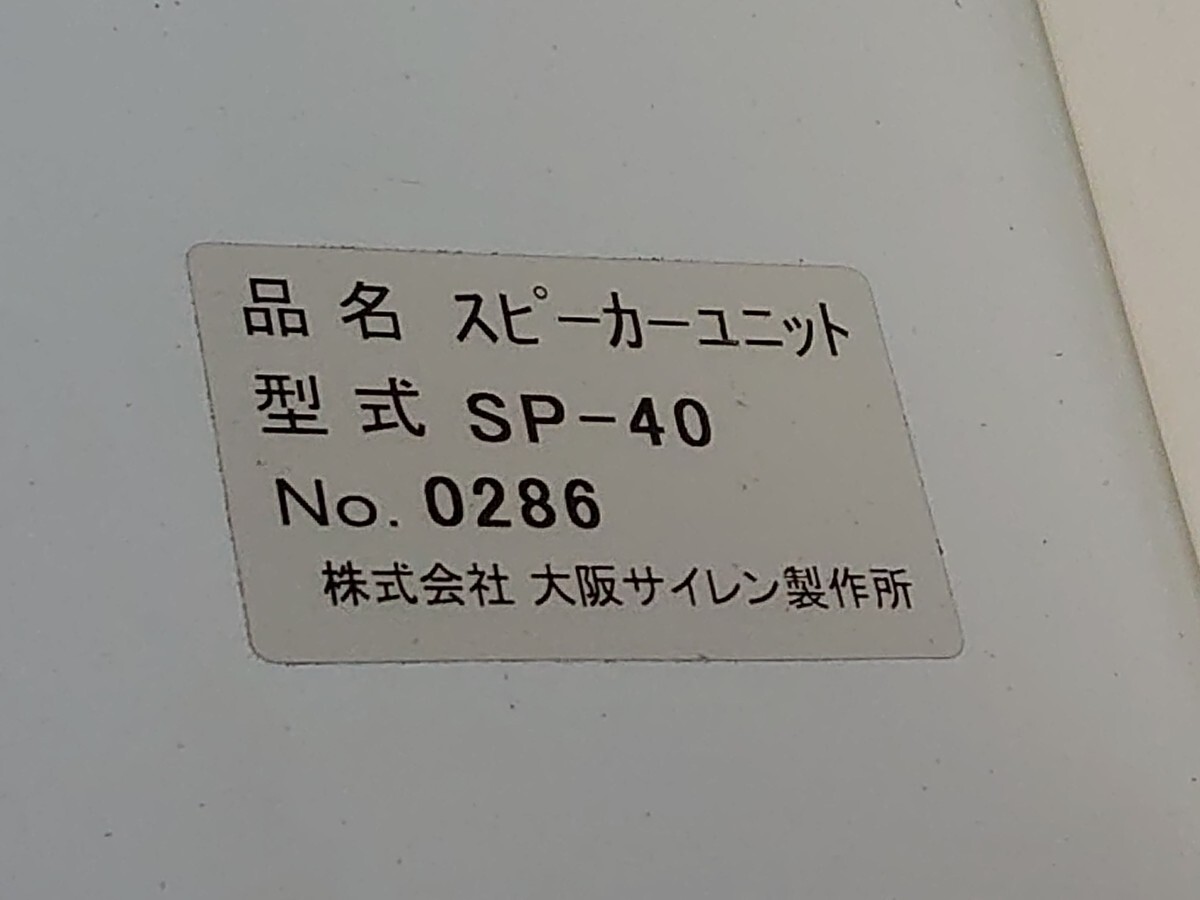 品名 スピーカーユニット
型式 SP-40
No. 0286
株式会社 大阪サイレン製作所